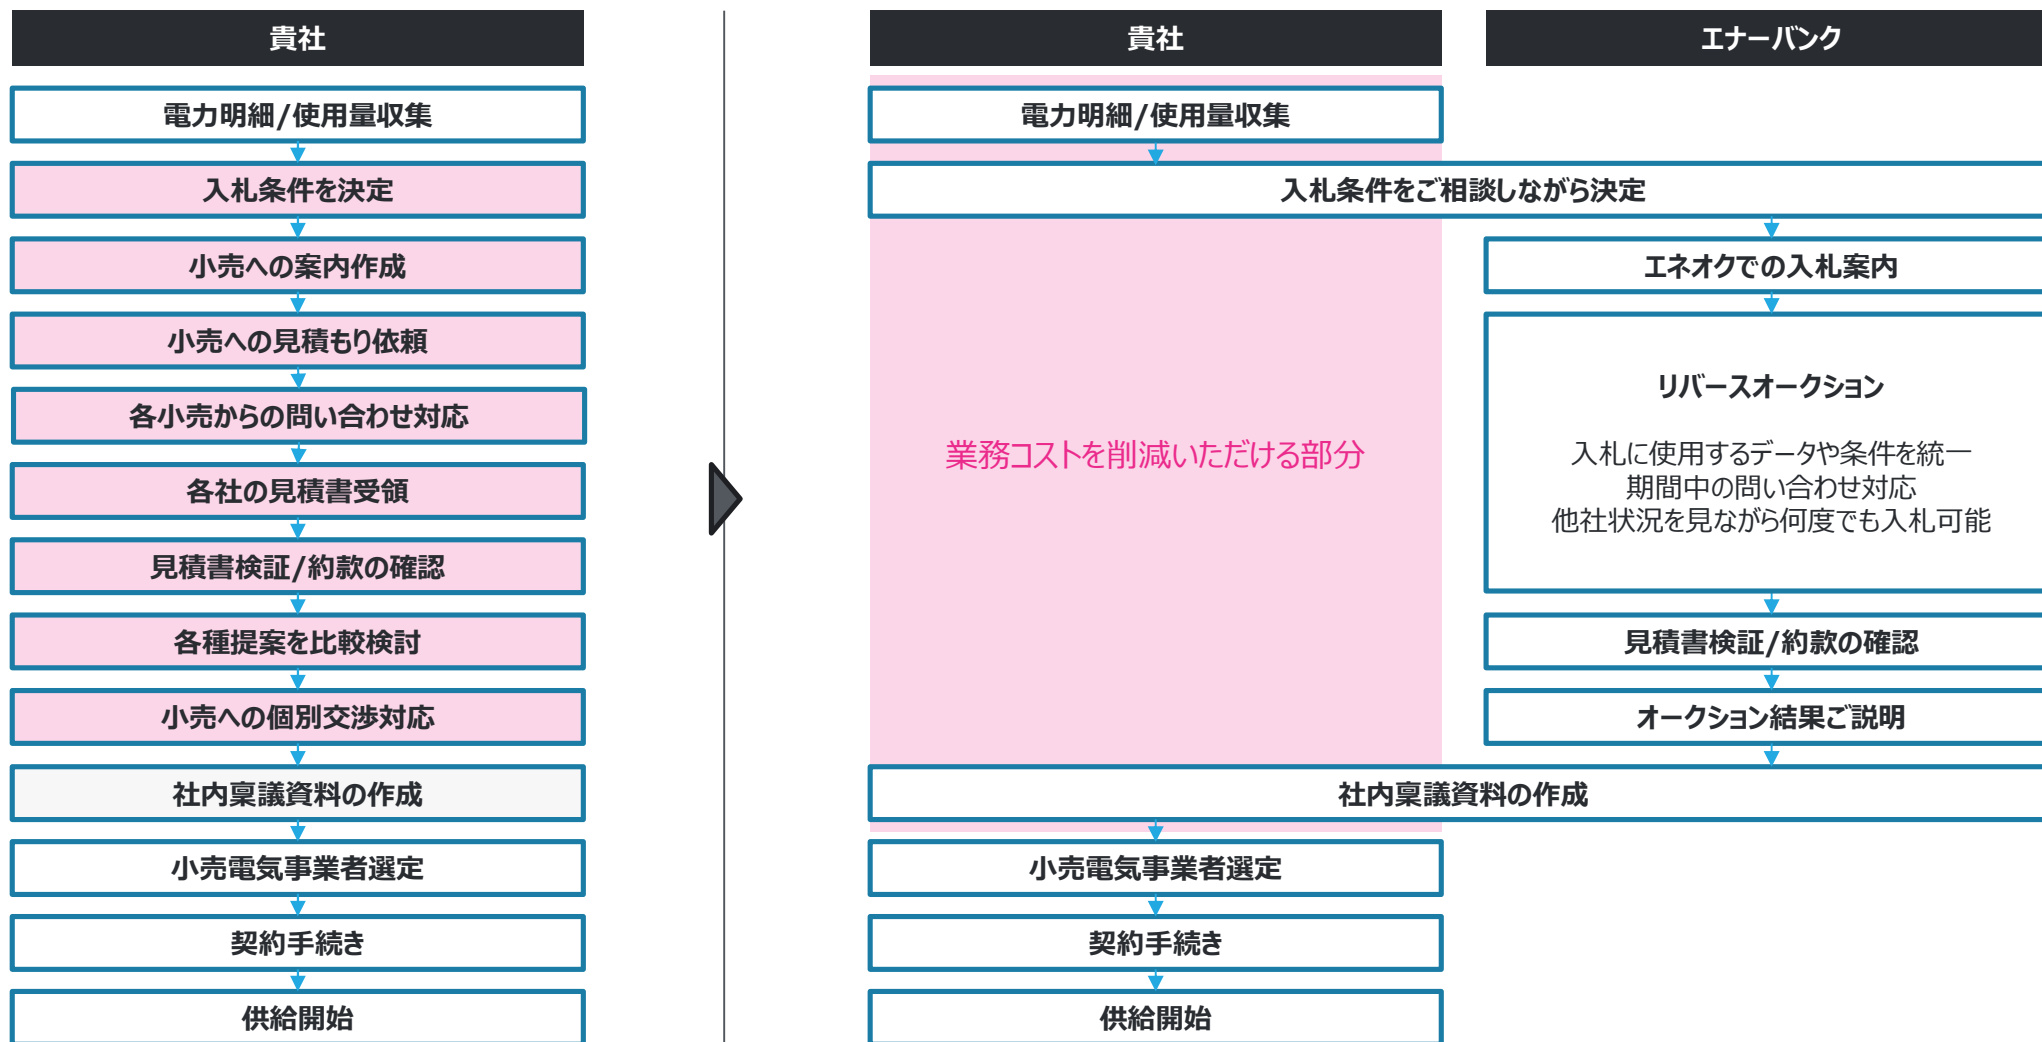 貴社
電力明細/使用量収集
入札条件を決定
小売への案内作成
小売への見積もり依頼
各小売からの問い合わせ対応
各社の見積書受領
見積書検証/約款の確認
各種提案を比較検討
小売への個別交渉対応
社内稟議資料の作成
小売電気事業者選定
契約手続き
供給開始
貴社
エナーバンク
電力明細/使用量収集
入札条件をご相談しながら決定
エネオクでの入札案内
業務コストを削減いただける部分
リバースオークション
入札に使用するデータや条件を統一
期間中の問い合わせ対応
他社状況を見ながら何度でも入札可能
見積書検証/約款の確認
オークション結果ご説明
社内稟議資料の作成
小売電気事業者選定
契約手続き
供給開始